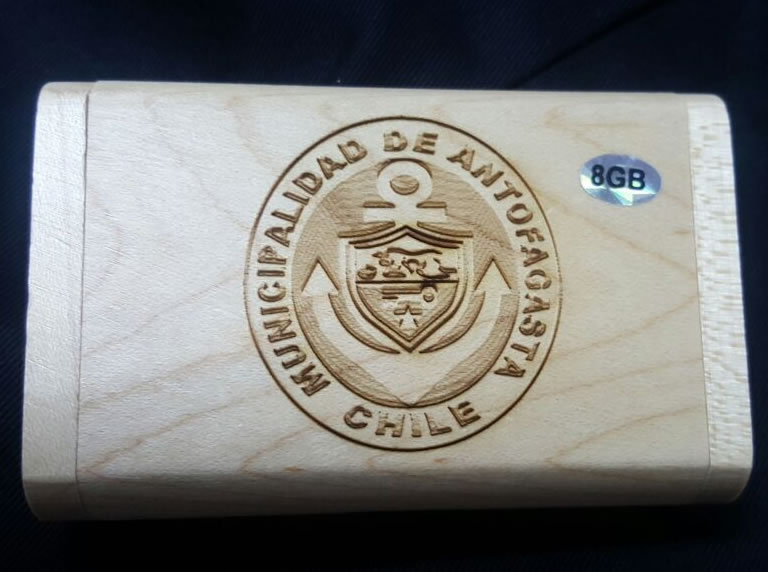 MUNICIPALIDAD DE ANTOFAGASTA
CHILE
8GB